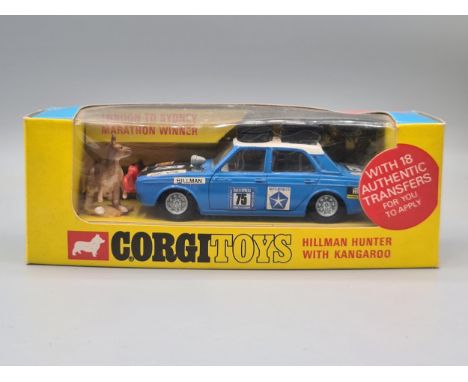 LONDON TO SYDNEY
MARATHON WINNER
HILLMAN
75
WITH 18
AUTHENTIC
TRANSFERS
FOR YOU
TO APPLY
CORGI TOYS
HILLMAN HUNTER
WITH KANGAROO